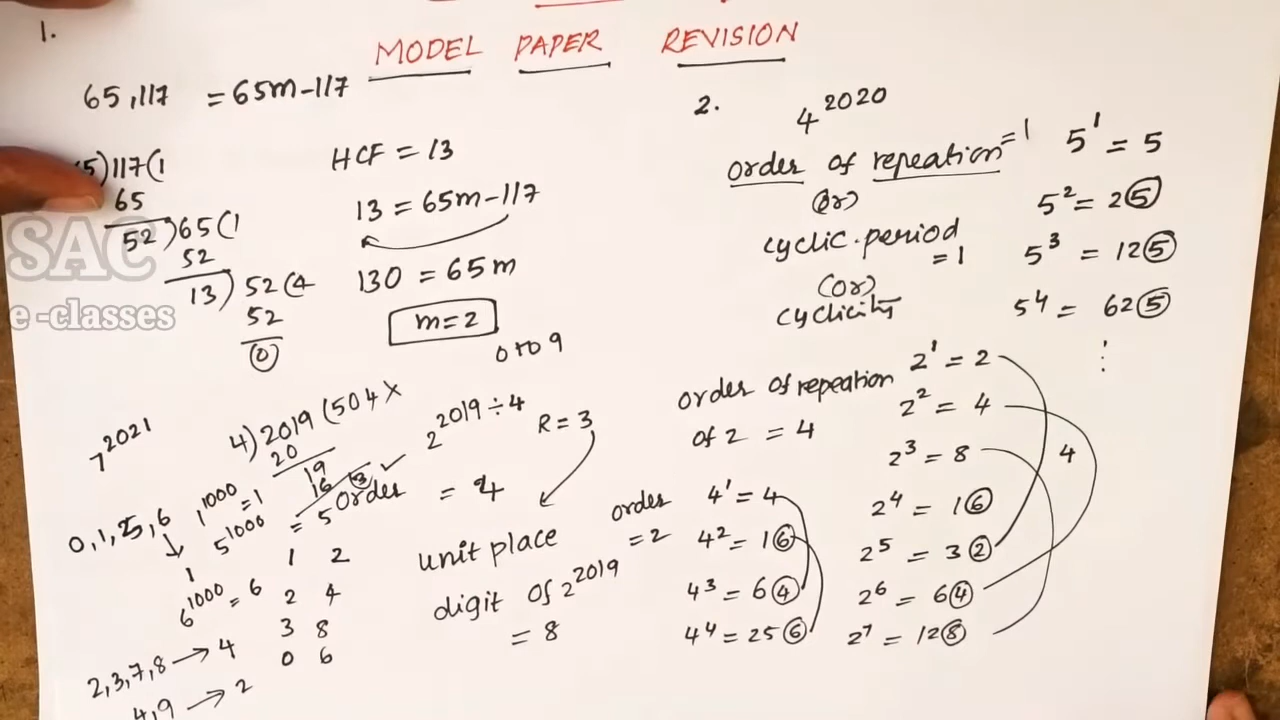 1.
MODEL PAPER REVISION
65,117 = 65m-117
5)117(1
65
52)65(1
52
13)52(4
52
0
HCF = 13
13 = 65m-117
130 = 65m
m=2
0 to 9
SAC
e-classes
7^2021
4)2019(504
20
19
16
3
2^2019÷4
R = 3
order = 4
0,1,5,6
1^1000 = 1
5^1000 = 5
1
6^1000 = 6
1 2
2 4
3 8
0 6
2,3,7,8 → 4
4,9 → 2
unit place
digit of 2^2019
= 8
2.
4^2020
order of repeation = 1
(or)
cyclic.period
= 1
(or)
cyclicity
5^1 = 5
5^2 = 25
5^3 = 125
5^4 = 625
⋮
order of repeation
of 2 = 4
2^1 = 2
2^2 = 4
2^3 = 8
2^4 = 16
2^5 = 32
2^6 = 64
2^7 = 128
4
order
= 2
4^1 = 4
4^2 = 16
4^3 = 64
4^4 = 256